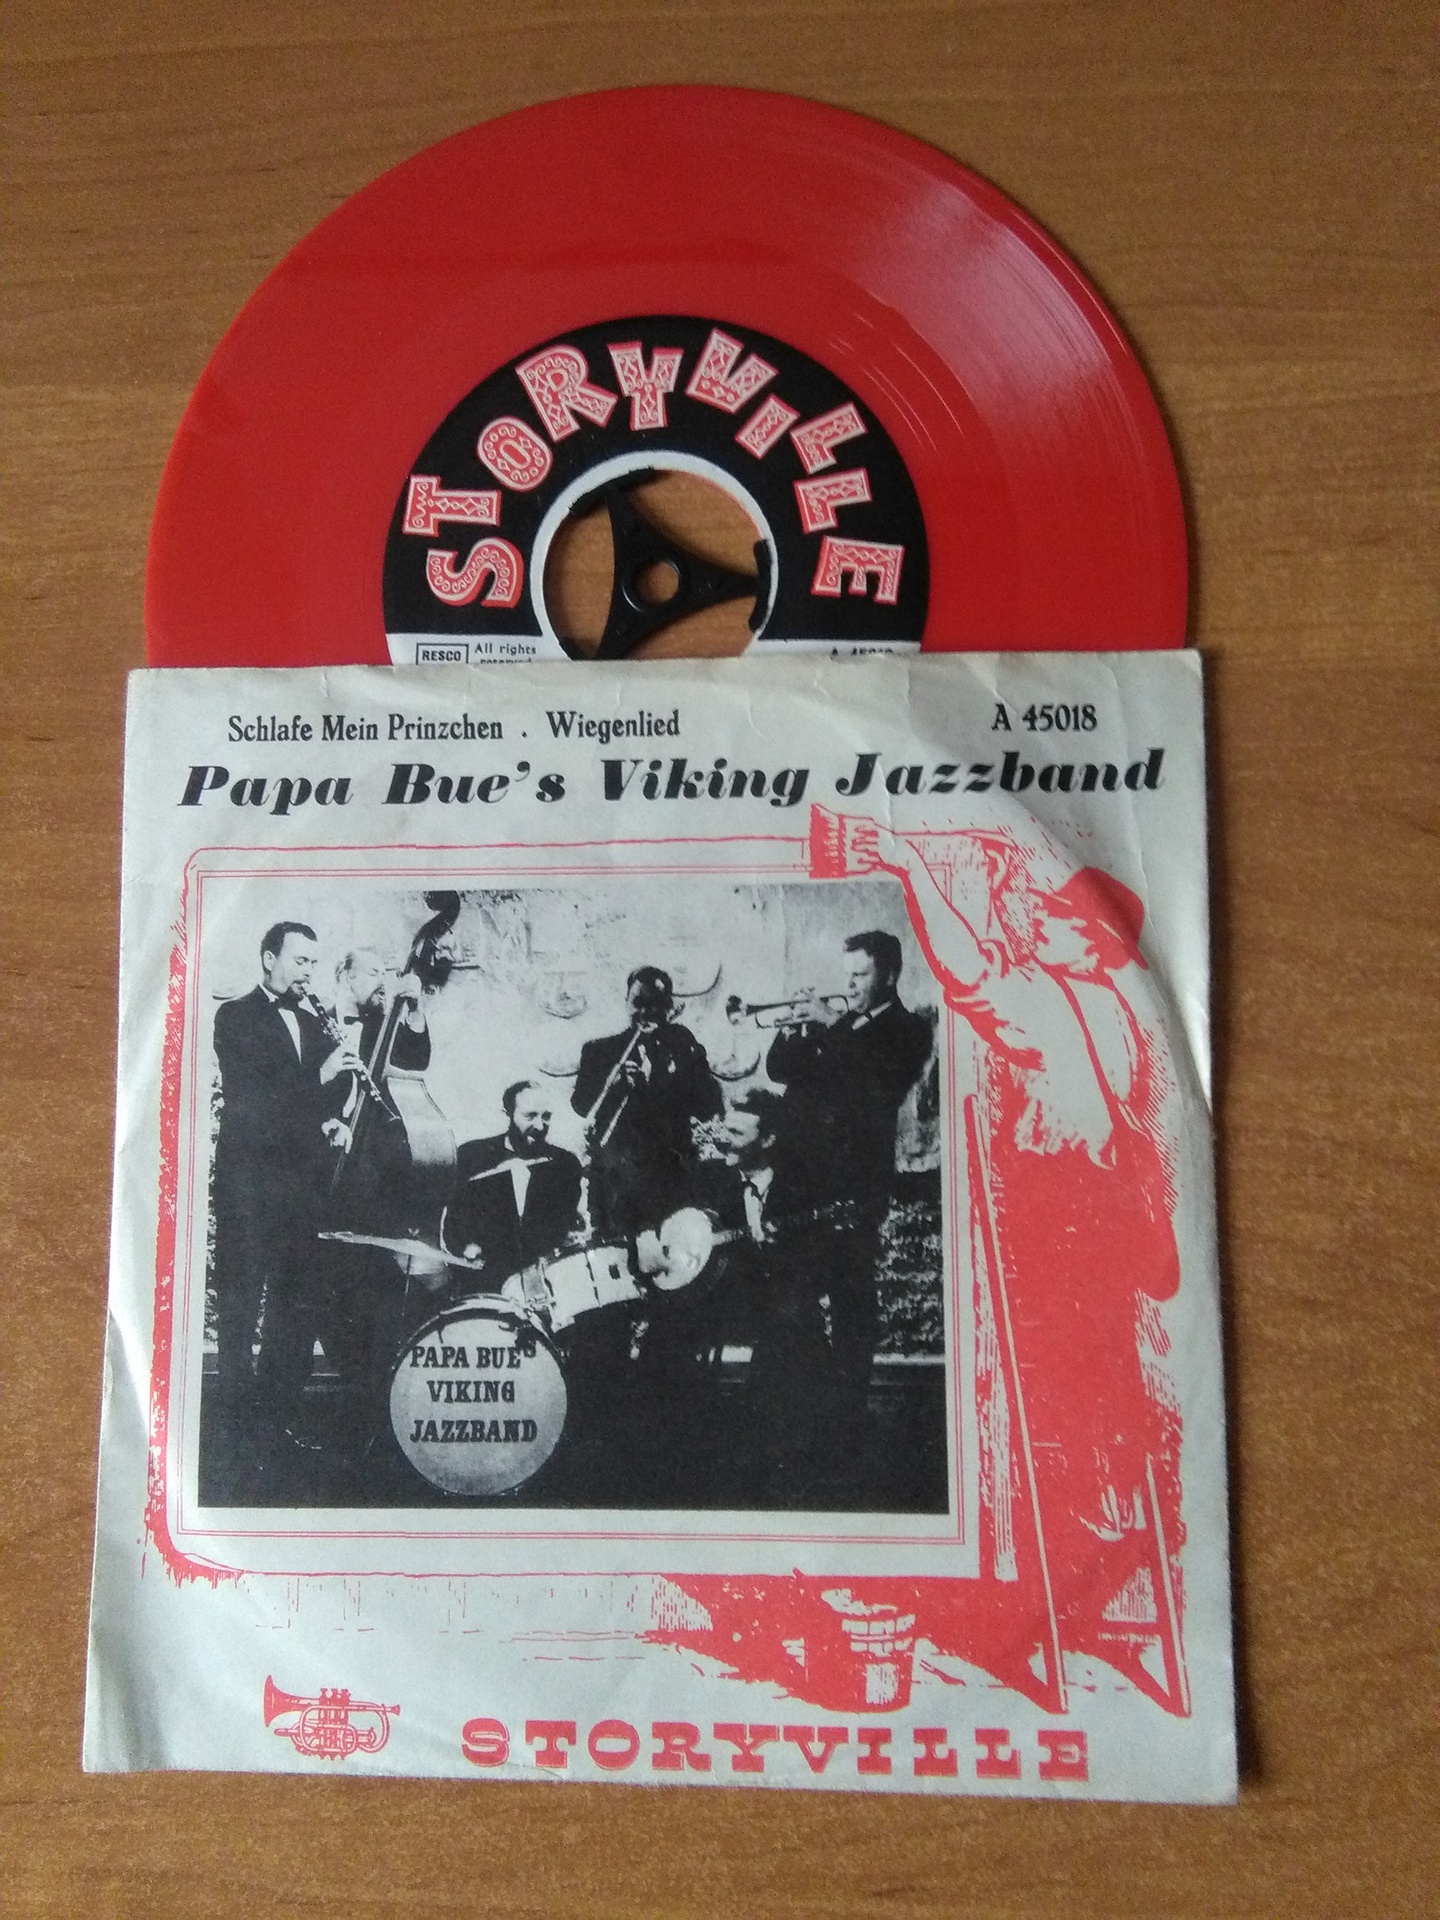 STORYVILLE
RESCO All rights
Schlafe Mein Prinzchen . Wiegenlied A 45018
Papa Bue's Viking Jazzband
PAPA BUE'S
VIKING
JAZZBAND
STORYVILLE